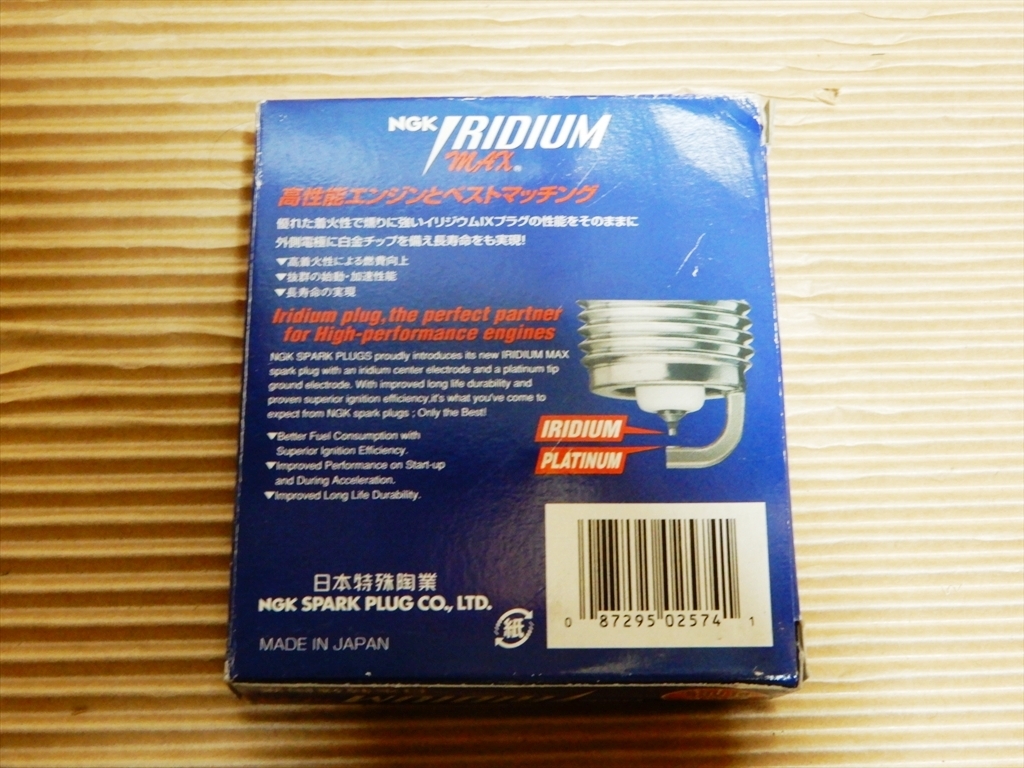 NGK IRIDIUM
MAX®
高性能エンジンとベストマッチング
優れた着火性で燻りに強いイリジウムIXプラグの性能をそのままに
外側電極に白金チップを備え長寿命をも実現!
▼高着火性による燃費向上
▼抜群の始動・加速性能
▼長寿命の実現
Iridium plug, the perfect partner
for High-performance engines
NGK SPARK PLUGS proudly introduces its new IRIDIUM MAX
spark plug with an iridium center electrode and a platinum tip
ground electrode. With improved long life durability and
proven superior ignition efficiency,it's what you've come to
expect from NGK spark plugs ; Only the Best!
▼Better Fuel Consumption with
Superior Ignition Efficiency.
▼Improved Performance on Start-up
and During Acceleration.
▼Improved Long Life Durability.
IRIDIUM
PLATINUM
日本特殊陶業
NGK SPARK PLUG CO., LTD.
紙
MADE IN JAPAN
0 87295 02574 1